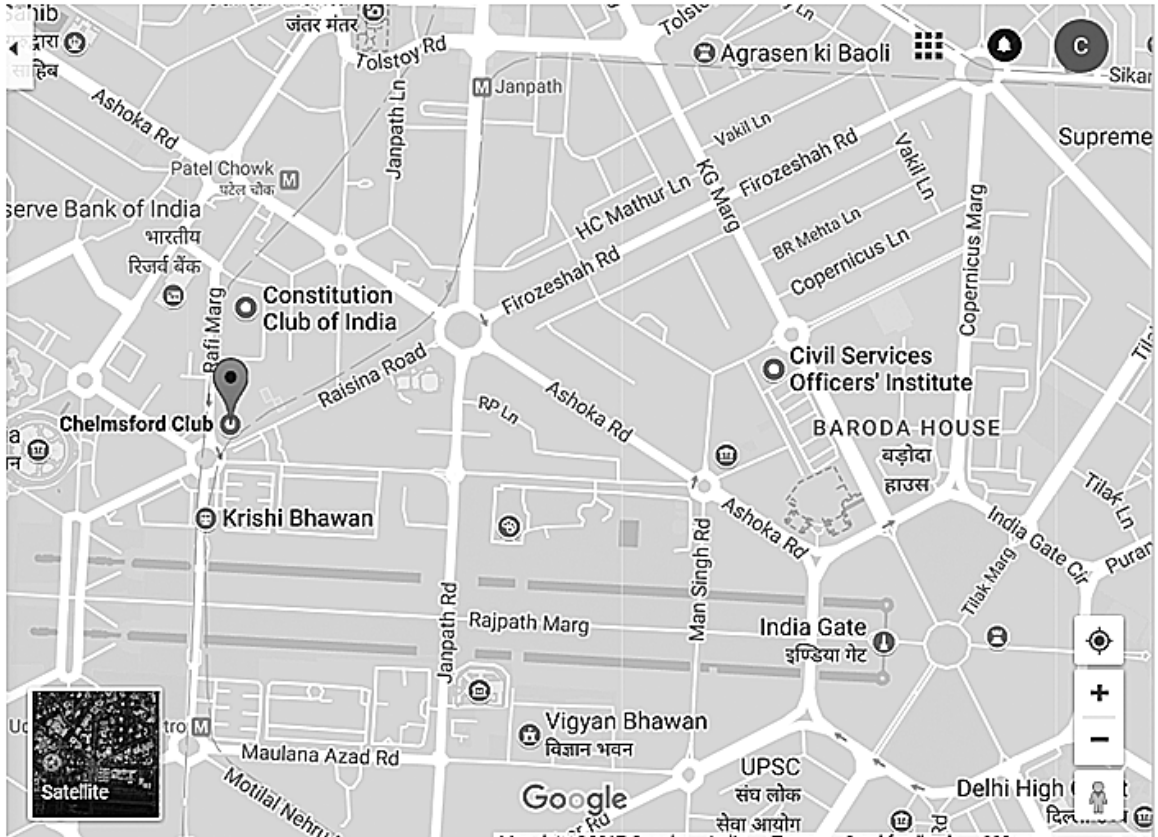 Sahib
जंतर मंतर
Tolstoy Rd
Agrasen ki Baoli
C
साहिब
Janpath
Sikar
Ashoka Rd
Janpath Ln
Vakil Ln
Supreme
Patel Chowk
पटेल चौक
KG Marg
Firozeshah Rd
Vakil Ln
serve Bank of India
भारतीय
रिजर्व बैंक
HC Mathur Ln
BR Mehta Ln
Copernicus Ln
Copernicus Marg
Firozeshah Rd
Constitution
Club of India
Rafi Marg
Raisina Road
Civil Services
Officers' Institute
Chelmsford Club
RP Ln
Ashoka Rd
BARODA HOUSE
बड़ोदा
हाउस
Krishi Bhawan
Ashoka Rd
Tilak Ln
India Gate Cir
Puran
Man Singh Rd
Tilak Marg
Janpath Rd
Rajpath Marg
India Gate
इण्डिया गेट
Vigyan Bhawan
विज्ञान भवन
Maulana Azad Rd
Motilal Nehru
UPSC
संघ लोक
सेवा आयोग
Delhi High
Satellite
Google